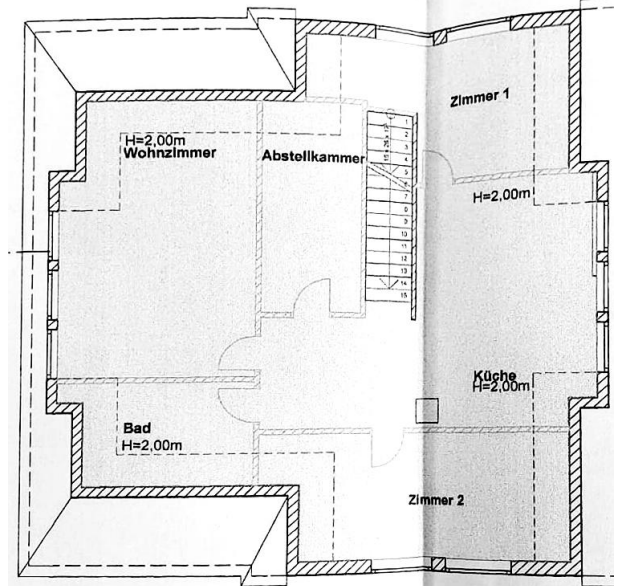 Zimmer 1
H=2,00m
Wohnzimmer
Abstellkammer
1
2
3
4
5
6
7
8
9
10
11
12
13
14
15
H=2,00m
Küche
H=2,00m
Bad
H=2,00m
Zimmer 2